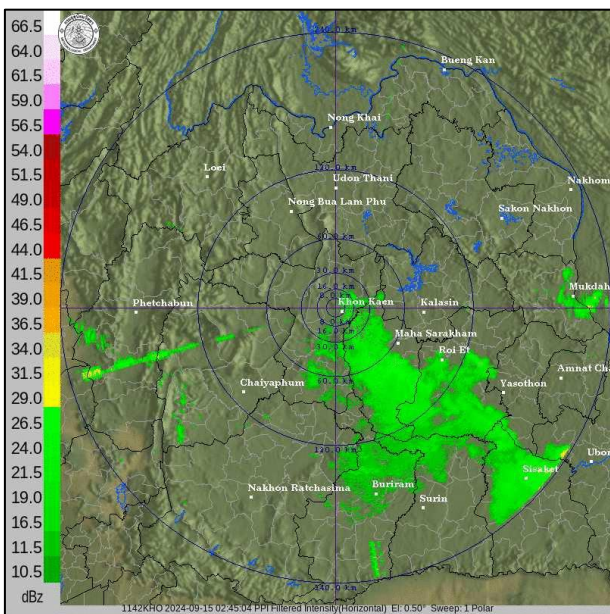 66.5
64.0
61.5
59.0
56.5
54.0
51.5
49.0
46.5
44.0
41.5
39.0
36.5
34.0
31.5
29.0
26.5
24.0
21.5
19.0
16.5
11.5
10.5
dBz
Bueng Kan
Nong Khai
Loei
Udon Thani
Nakhom
Nong Bua Lam Phu
Sakon Nakhon
Mukdah
Phetchabun
Khon Kaen
Kalasin
Maha Sarakham
Roi Et
Amnat Cha
Chaiyaphum
Yasothon
Ubon
Sisaket
Nakhon Ratchasima
Buriram
Surin
1142KHO 2024-09-15 02:45:04 PPI Filtered Intensity(Horizontal) El: 0.50° Sweep: 1 Polar